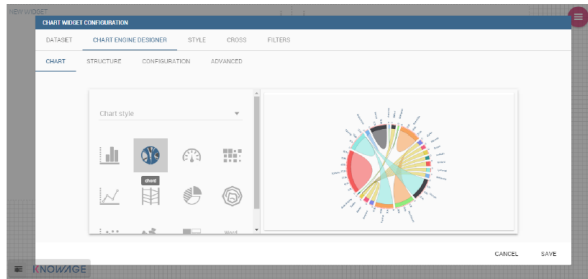 NEW WIDGET
CHART WIDGET CONFIGURATION
DATASET CHART ENGINE DESIGNER STYLE CROSS FILTERS
CHART STRUCTURE CONFIGURATION ADVANCED
Chart style
chord
CANCEL SAVE
KNOWAGE